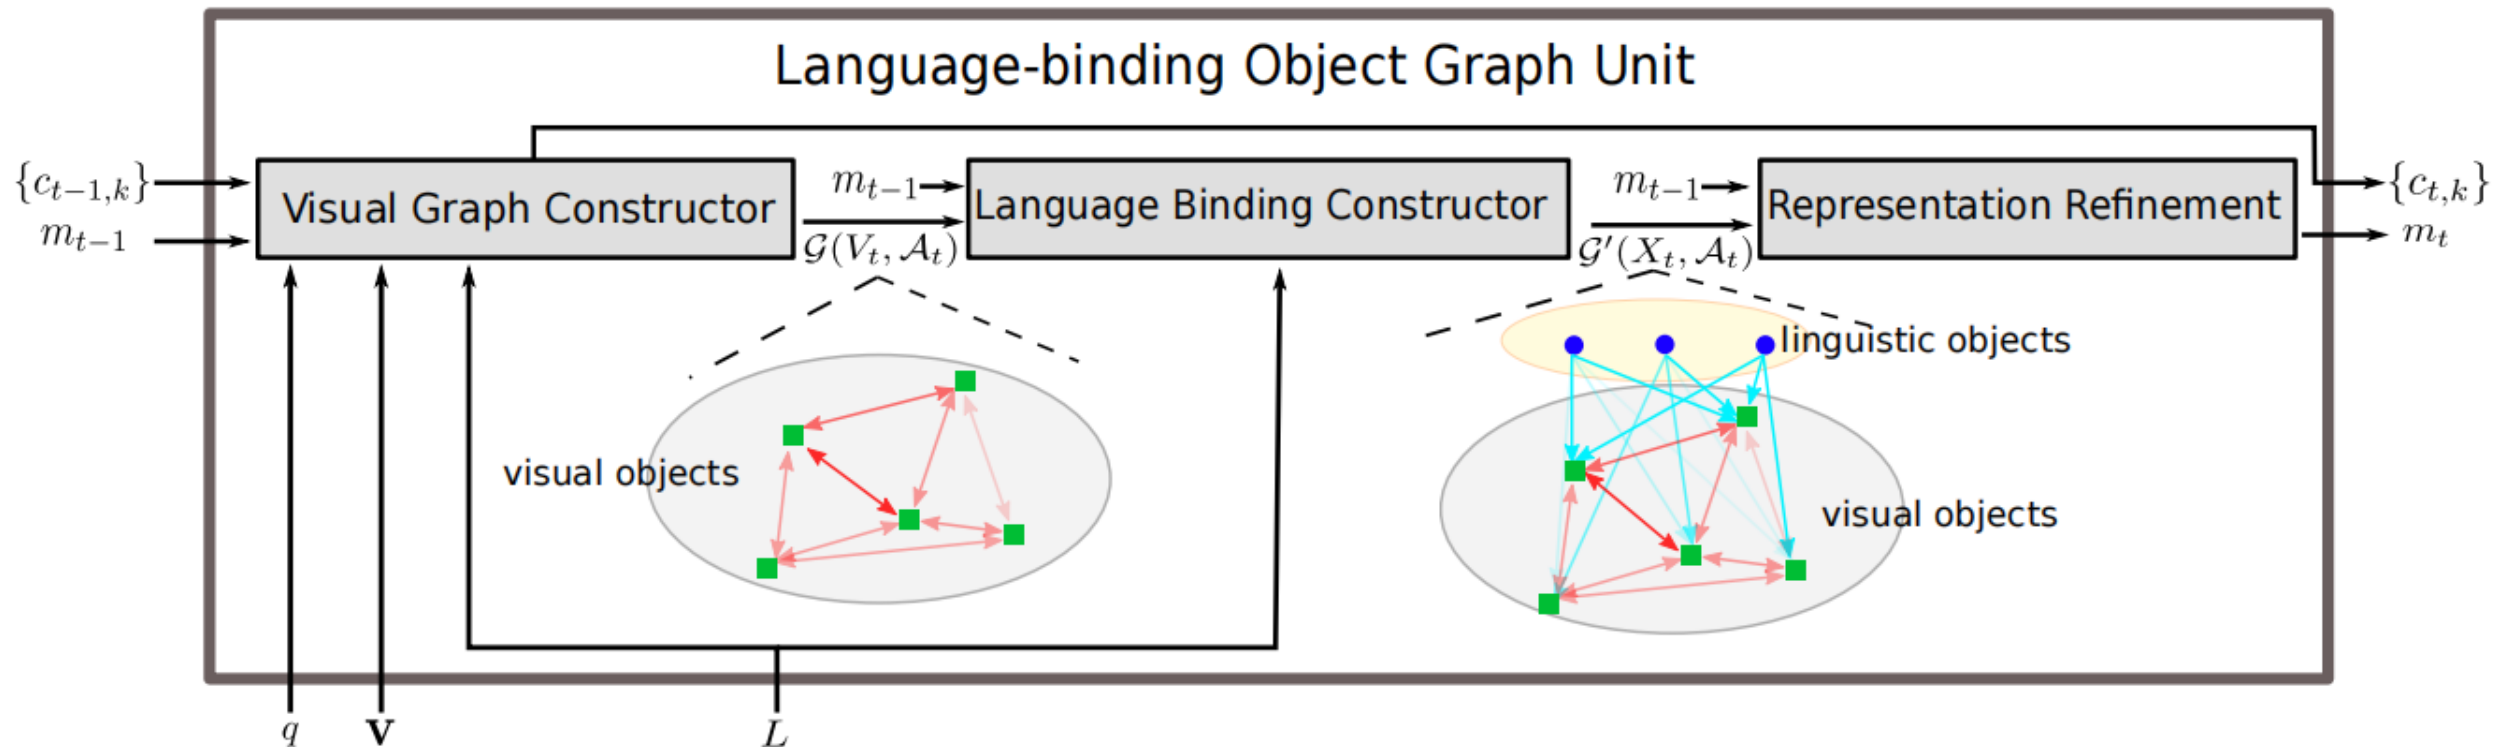 Language-binding Object Graph Unit
{c_{t−1,k}}
m_{t−1}
Visual Graph Constructor
m_{t−1}
𝒢(V_t, 𝒜_t)
Language Binding Constructor
m_{t−1}
𝒢′(X_t, 𝒜_t)
Representation Refinement
{c_{t,k}}
m_t
visual objects
linguistic objects
visual objects
q
V
L